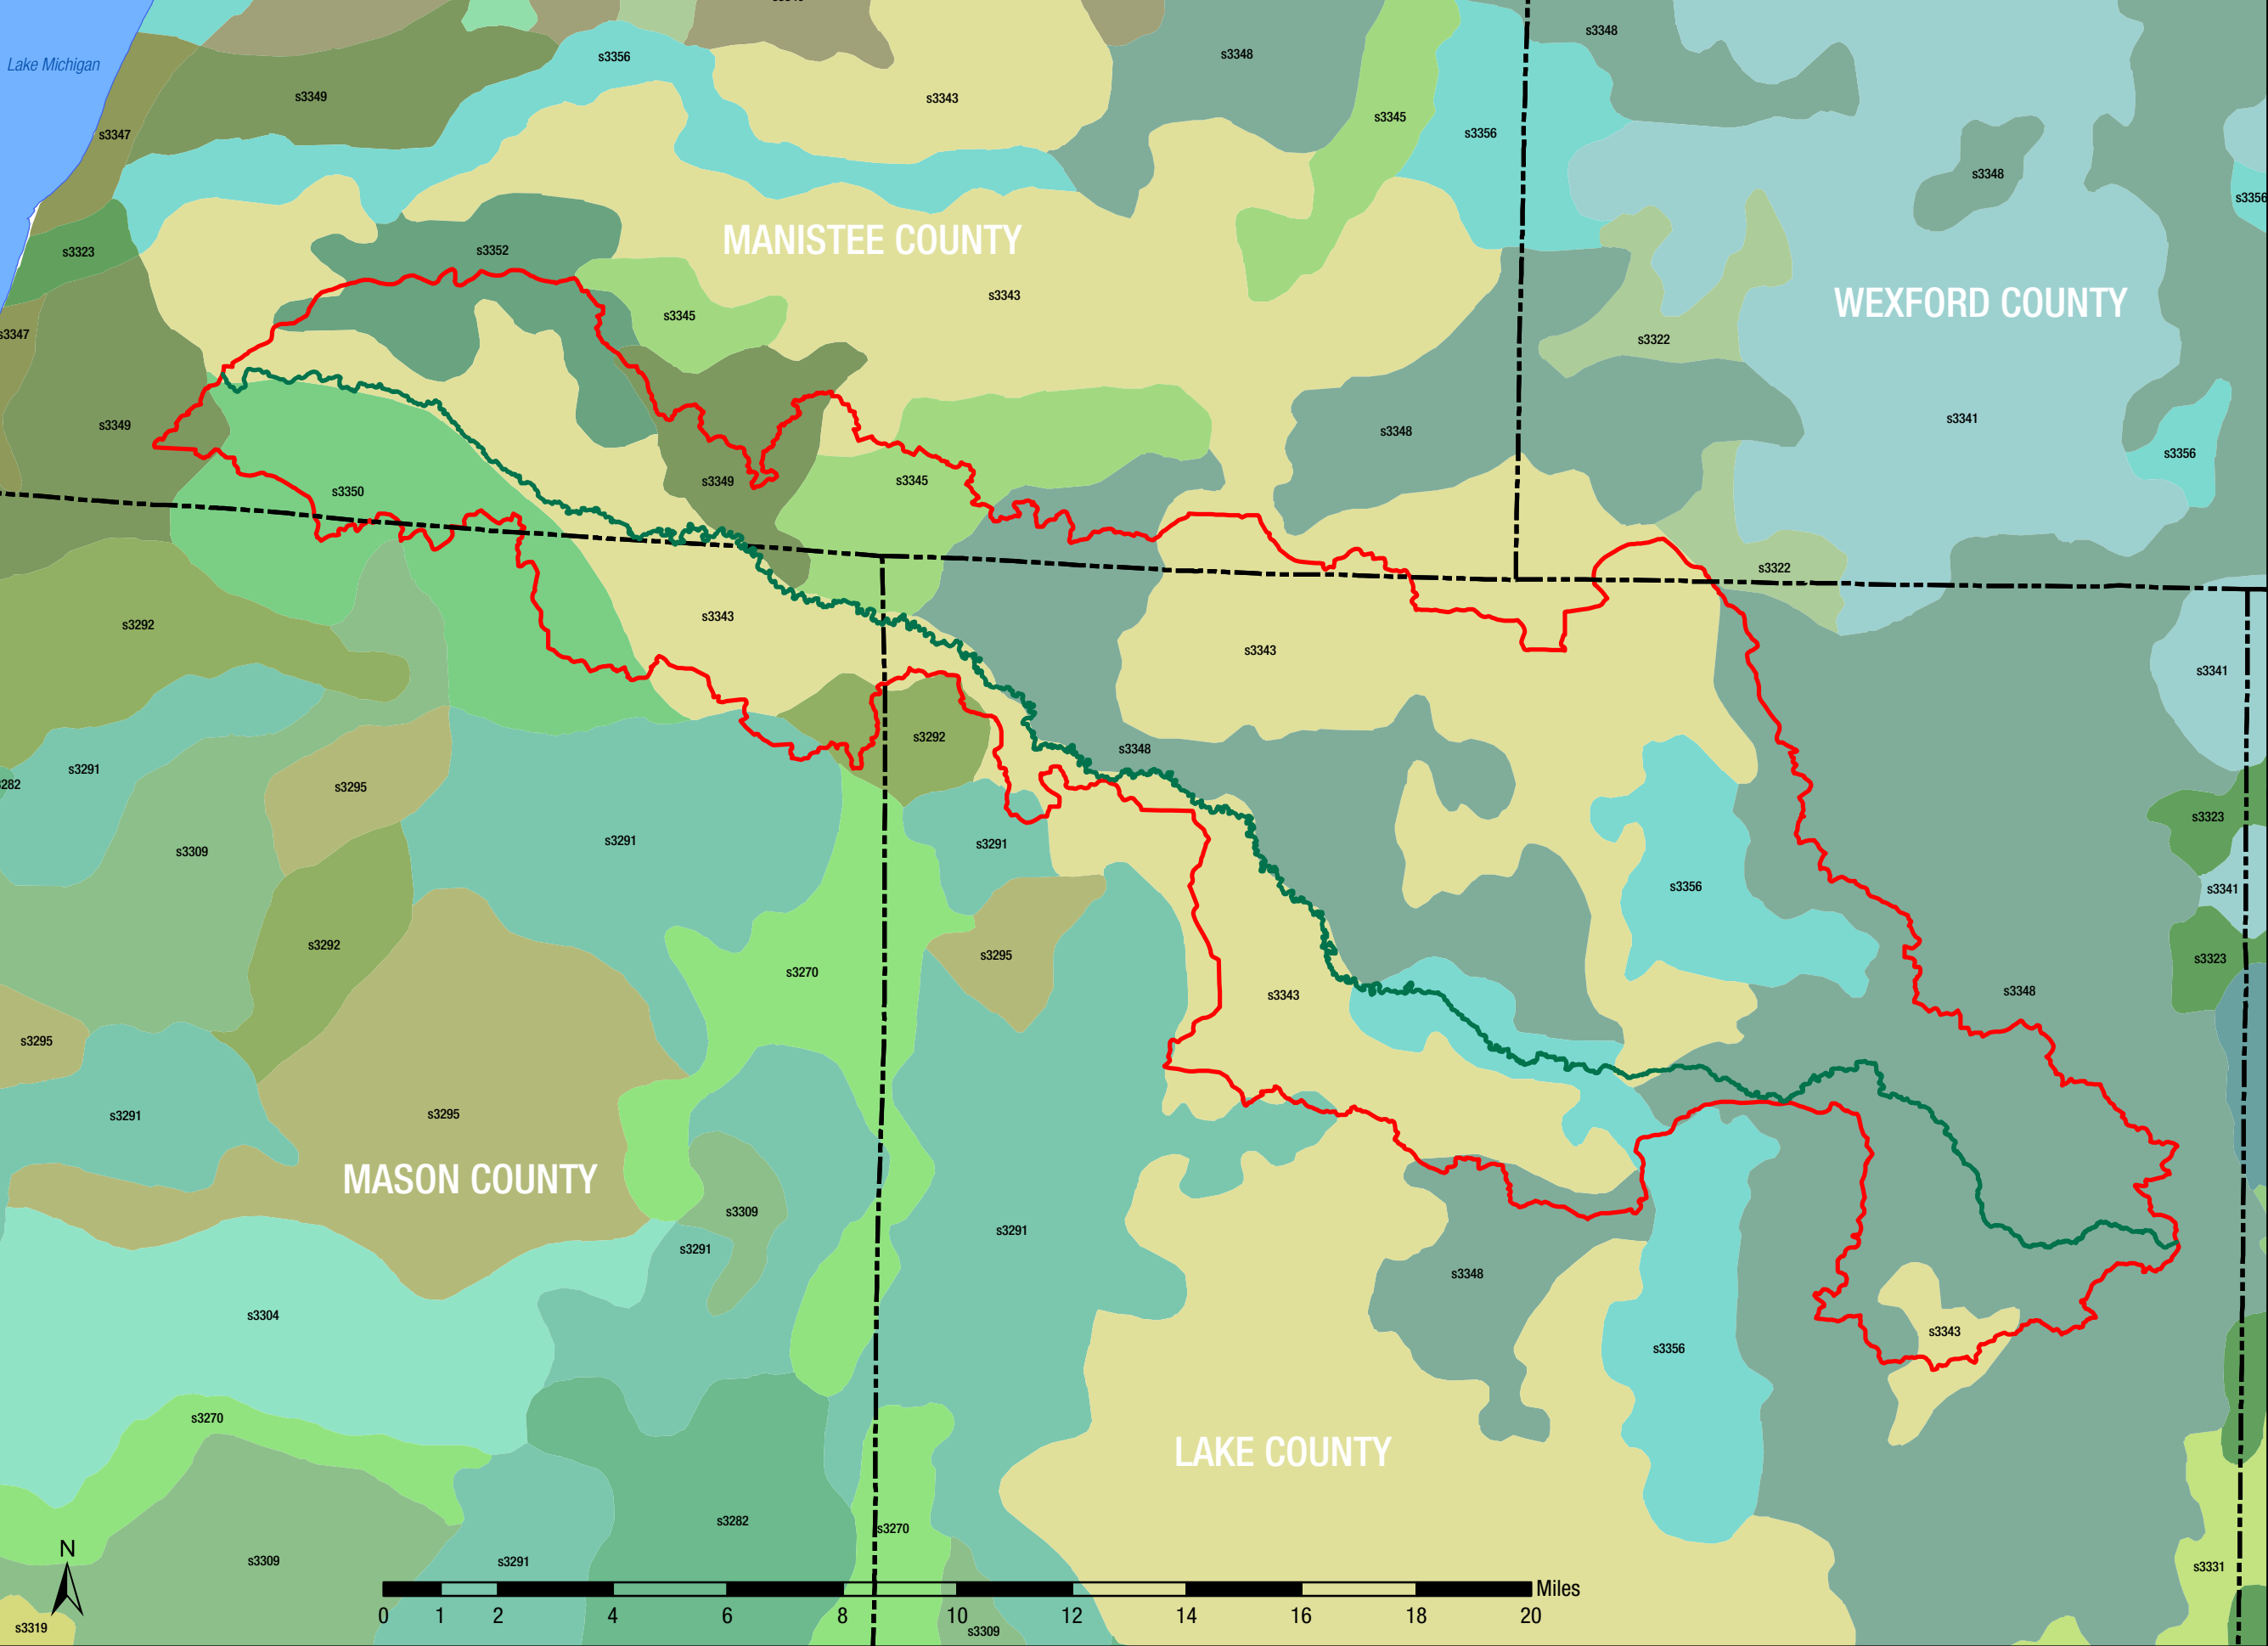 s3348
Lake Michigan
s3356
s3349
s3343
s3348
s3345
s3356
s3347
s3348
s3356
s3323
s3352
MANISTEE COUNTY
s3343
WEXFORD COUNTY
s3345
s3347
s3322
s3349
s3348
s3341
s3356
s3349
s3345
s3350
s3322
s3292
s3343
s3343
s3341
s3292
s3348
s3291
s3295
282
s3323
s3309
s3291
s3291
s3356
s3341
s3292
s3295
s3270
s3343
s3348
s3323
s3295
s3291
s3295
MASON COUNTY
s3309
s3291
s3291
s3348
s3304
s3343
s3356
s3270
LAKE COUNTY
s3282
s3270
s3309
s3291
s3331
N
Miles
0 1 2 4 6 8 10 12 14 16 18 20
s3319
s3309